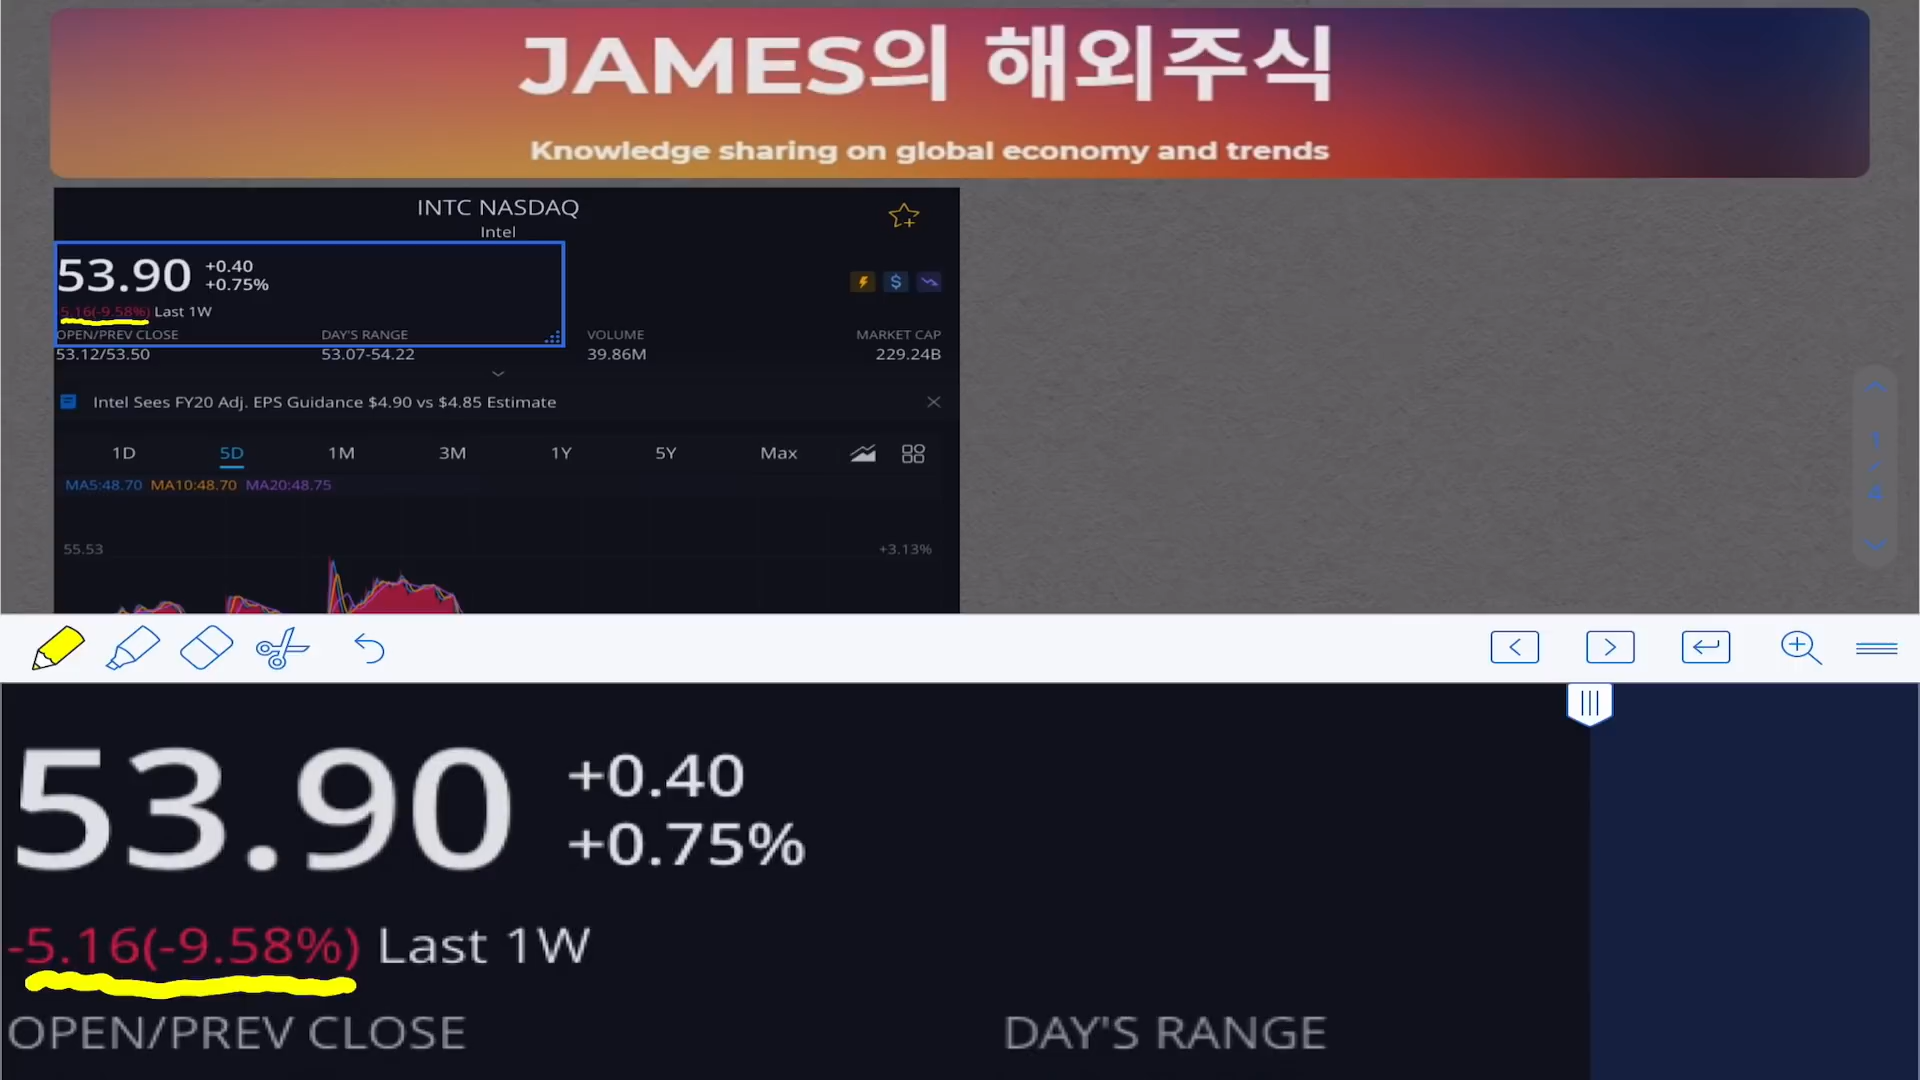 JAMES의 해외주식
Knowledge sharing on global economy and trends
INTC NASDAQ
Intel
53.90
+0.40
+0.75%
-5.16(-9.58%) Last 1W
OPEN/PREV CLOSE DAY'S RANGE VOLUME MARKET CAP
53.12/53.50 53.07-54.22 39.86M 229.24B
Intel Sees FY20 Adj. EPS Guidance $4.90 vs $4.85 Estimate
1D 5D 1M 3M 1Y 5Y Max
MA5:48.70 MA10:48.70 MA20:48.75
55.53 +3.13%
1
/
4
53.90
+0.40
+0.75%
-5.16(-9.58%) Last 1W
OPEN/PREV CLOSE DAY'S RANGE